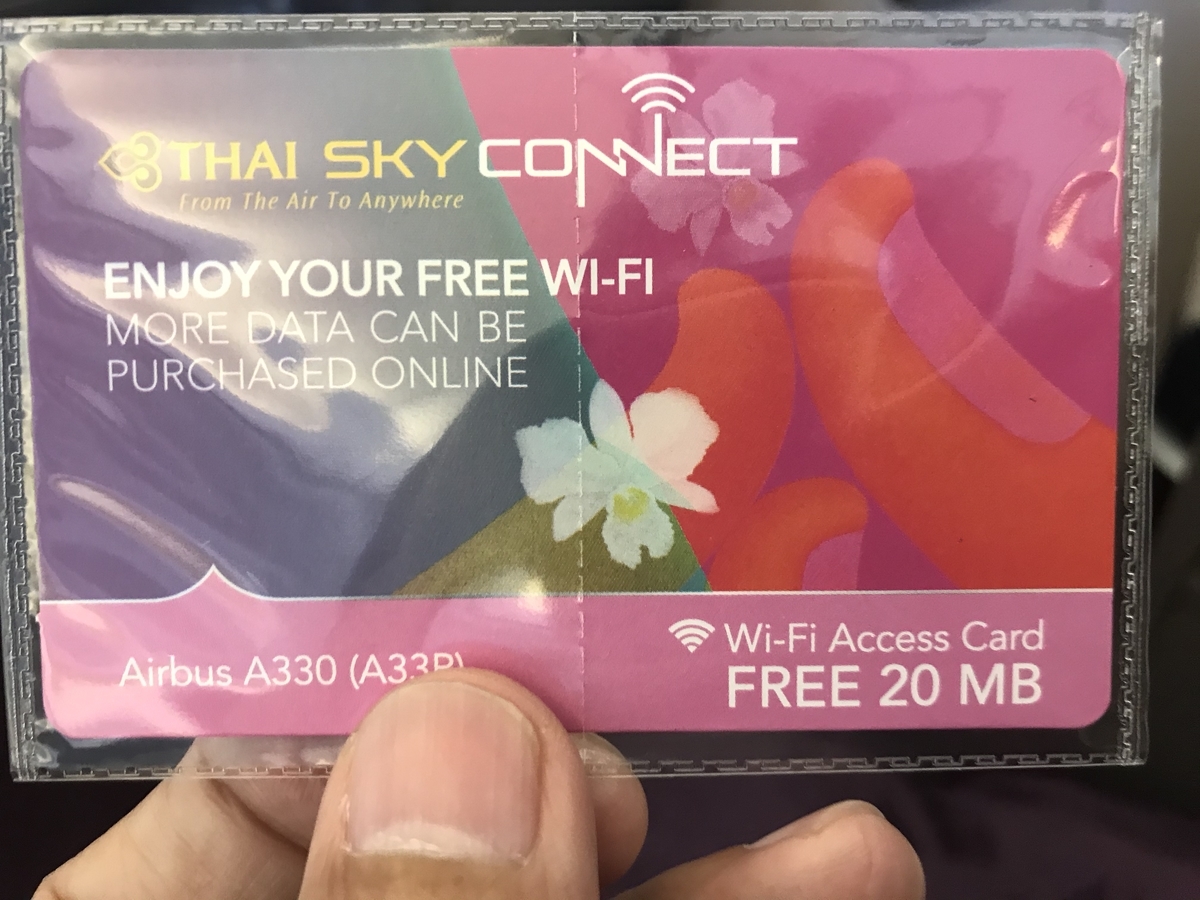 THAI SKY CONNECT
From The Air To Anywhere
ENJOY YOUR FREE WI-FI
MORE DATA CAN BE
PURCHASED ONLINE
Airbus A330 (A33R)
Wi-Fi Access Card
FREE 20 MB